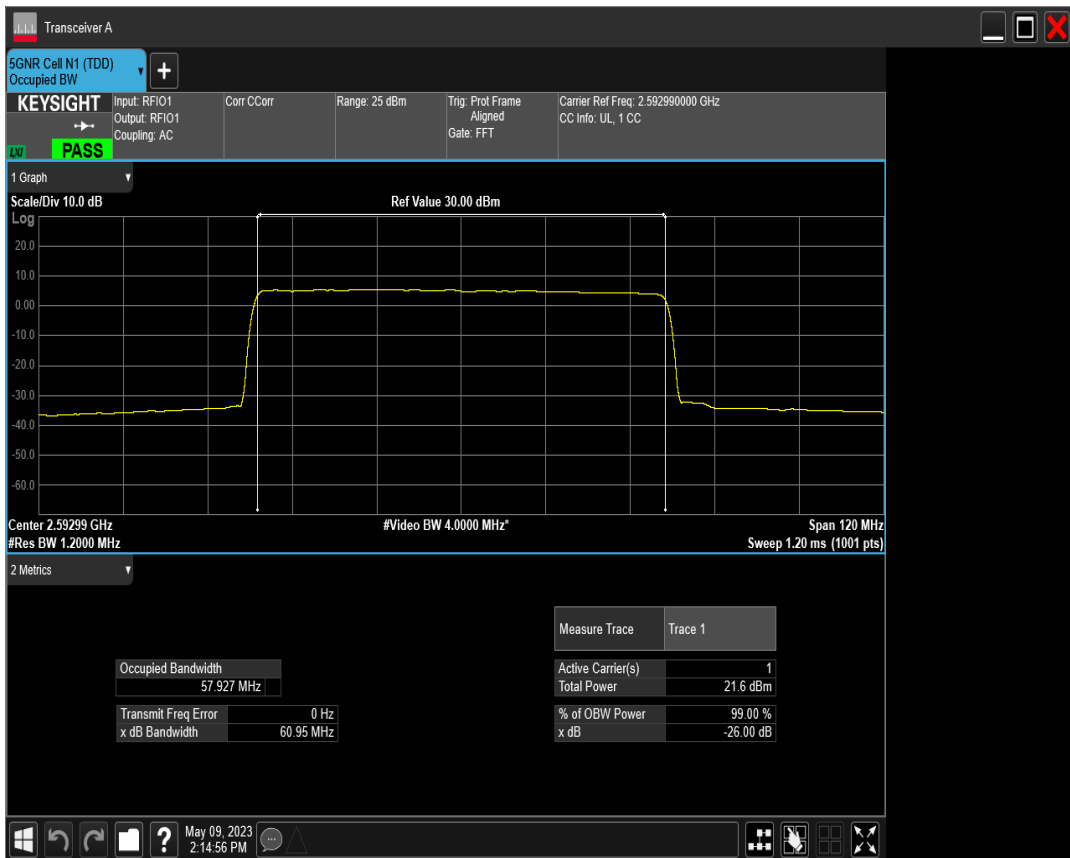 Transceiver A
5GNR Cell N1 (TDD)
Occupied BW
KEYSIGHT
LXI
PASS
Input: RFIO1
Output: RFIO1
Coupling: AC
Corr CCorr
Range: 25 dBm
Trig: Prot Frame
Aligned
Gate: FFT
Carrier Ref Freq: 2.592990000 GHz
CC Info: UL, 1 CC
1 Graph
Scale/Div 10.0 dB
Ref Value 30.00 dBm
Log
20.0
10.0
0.00
-10.0
-20.0
-30.0
-40.0
-50.0
-60.0
Center 2.59299 GHz
#Video BW 4.0000 MHz*
Span 120 MHz
#Res BW 1.2000 MHz
Sweep 1.20 ms (1001 pts)
2 Metrics
Measure Trace Trace 1
Occupied Bandwidth
57.927 MHz
Active Carrier(s) 1
Total Power 21.6 dBm
Transmit Freq Error 0 Hz
x dB Bandwidth 60.95 MHz
% of OBW Power 99.00 %
x dB -26.00 dB
?
May 09, 2023
2:14:56 PM